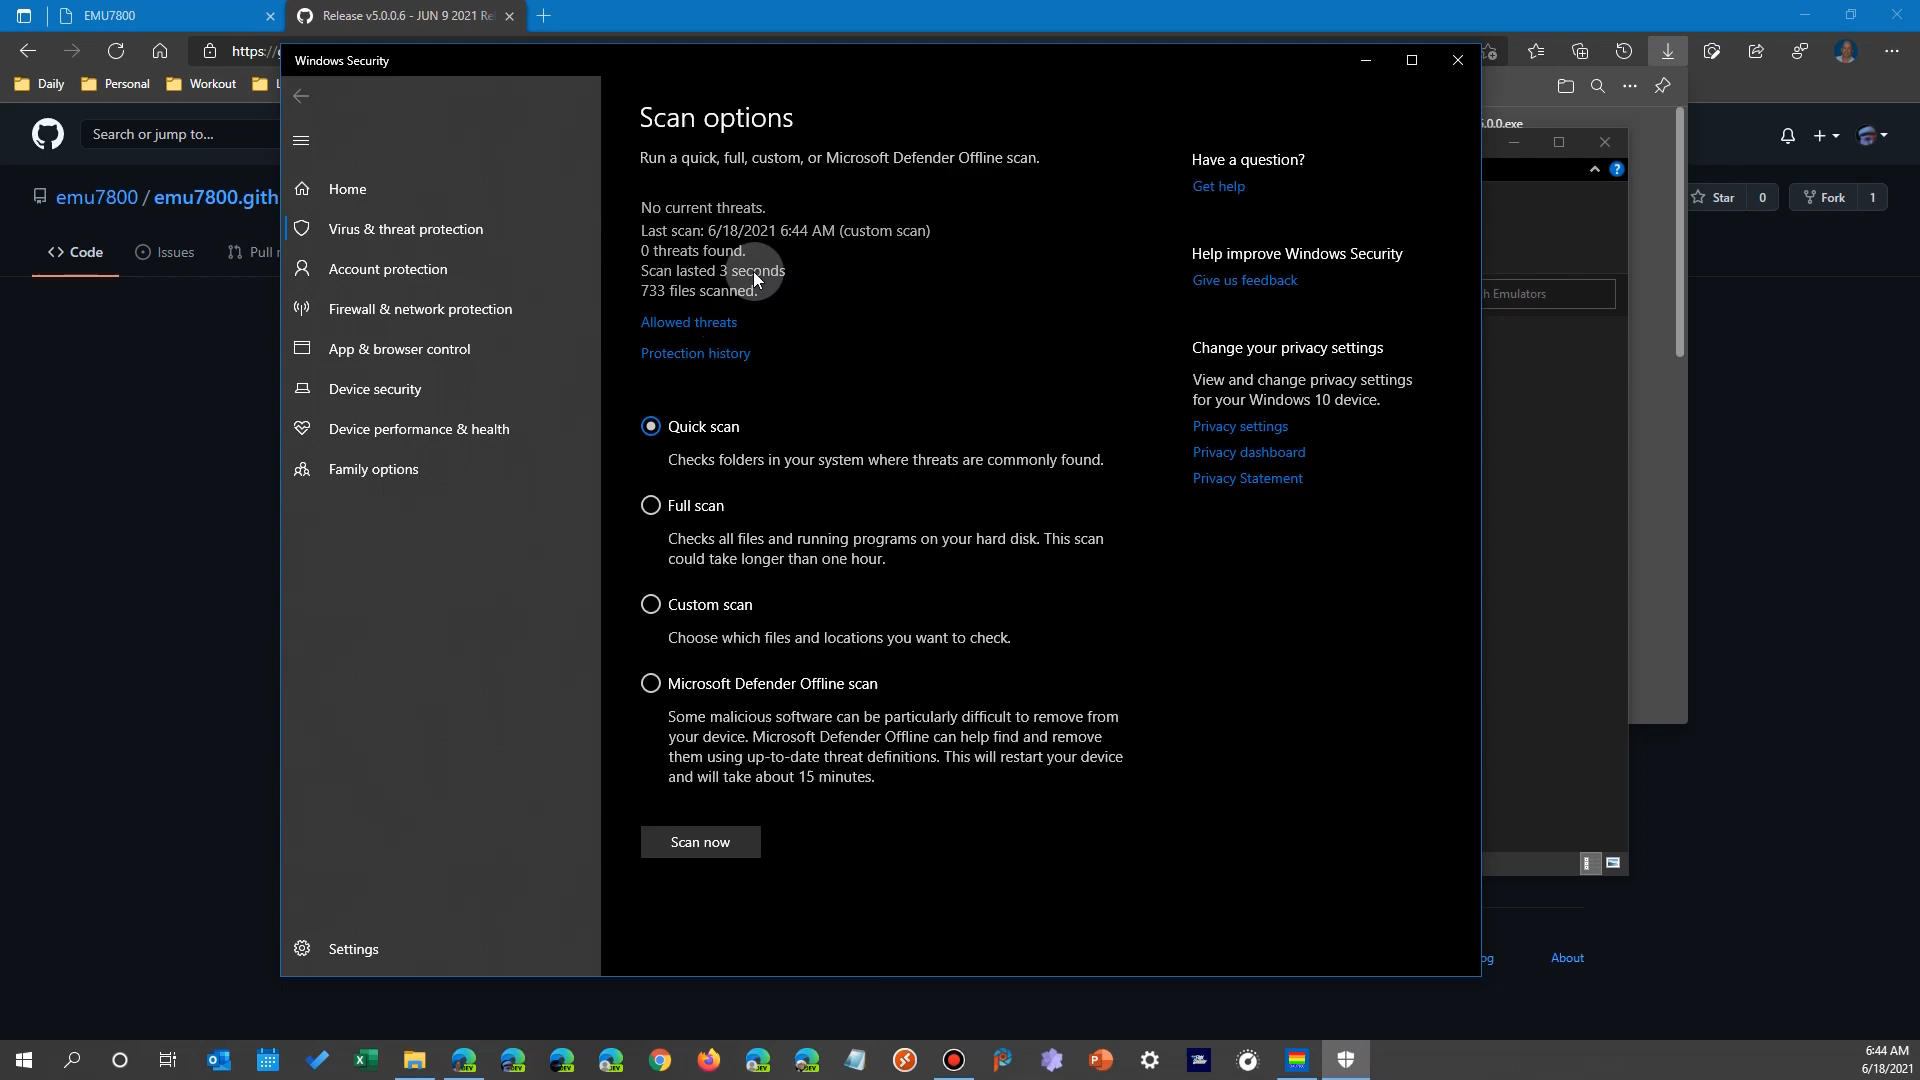 EMU7800
Release v5.0.0.6 - JUN 9 2021 Re
https://
Windows Security
Daily
Personal
Workout
Search or jump to...
emu7800 / emu7800.gith
Code
Issues
Pull
Home
Virus & threat protection
Account protection
Firewall & network protection
App & browser control
Device security
Device performance & health
Family options
Settings
Scan options
Run a quick, full, custom, or Microsoft Defender Offline scan.
No current threats.
Last scan: 6/18/2021 6:44 AM (custom scan)
0 threats found.
Scan lasted 3 seconds
733 files scanned.
Allowed threats
Protection history
Quick scan
Checks folders in your system where threats are commonly found.
Full scan
Checks all files and running programs on your hard disk. This scan
could take longer than one hour.
Custom scan
Choose which files and locations you want to check.
Microsoft Defender Offline scan
Some malicious software can be particularly difficult to remove from
your device. Microsoft Defender Offline can help find and remove
them using up-to-date threat definitions. This will restart your device
and will take about 15 minutes.
Scan now
Have a question?
Get help
Help improve Windows Security
Give us feedback
Change your privacy settings
View and change privacy settings
for your Windows 10 device.
Privacy settings
Privacy dashboard
Privacy Statement
.0.0.exe
Star
0
Fork
1
h Emulators
og
About
6:44 AM
6/18/2021